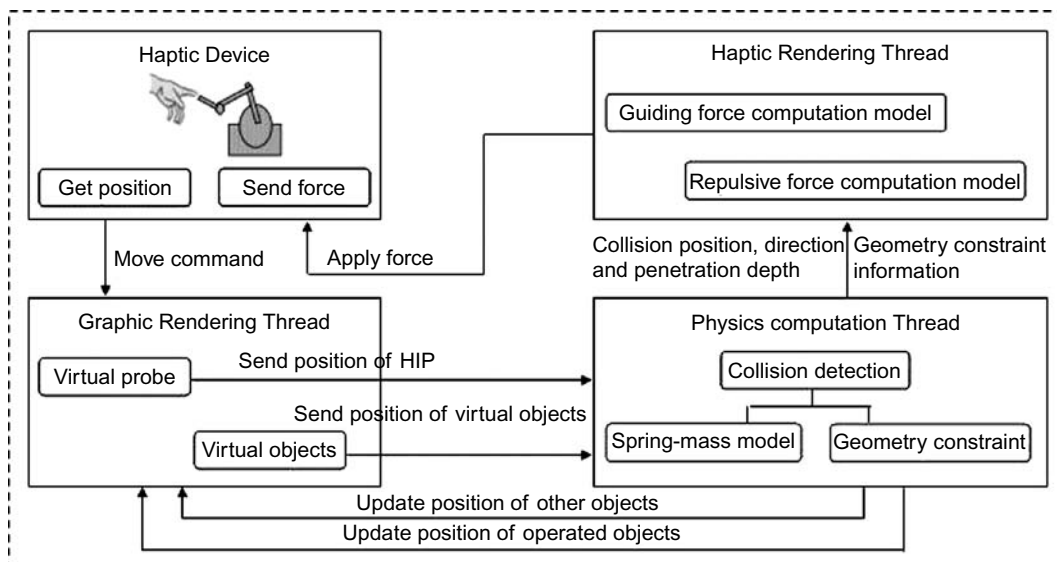 Haptic Device
Get position
Send force
Haptic Rendering Thread
Guiding force computation model
Repulsive force computation model
Move command
Apply force
Collision position, direction
and penetration depth
Geometry constraint
information
Graphic Rendering Thread
Virtual probe
Virtual objects
Send position of HIP
Send position of virtual objects
Physics computation Thread
Collision detection
Spring-mass model
Geometry constraint
Update position of other objects
Update position of operated objects